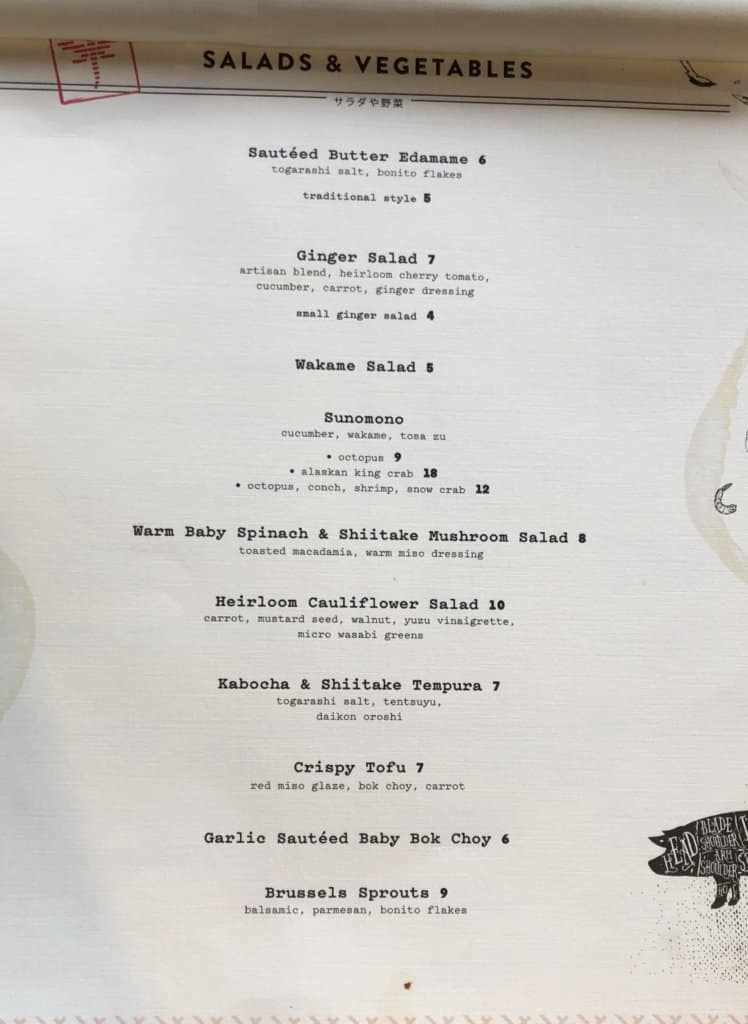 SALADS & VEGETABLES
サラダや野菜
Sautéed Butter Edamame 6
togarashi salt, bonito flakes
traditional style 5
Ginger Salad 7
artisan blend, heirloom cherry tomato,
cucumber, carrot, ginger dressing
small ginger salad 4
Wakame Salad 5
Sunomono
cucumber, wakame, tosa zu
• octopus 9
• alaskan king crab 18
• octopus, conch, shrimp, snow crab 12
Warm Baby Spinach & Shiitake Mushroom Salad 8
toasted macadamia, warm miso dressing
Heirloom Cauliflower Salad 10
carrot, mustard seed, walnut, yuzu vinaigrette,
micro wasabi greens
Kabocha & Shiitake Tempura 7
togarashi salt, tentsuyu,
daikon oroshi
Crispy Tofu 7
red miso glaze, bok choy, carrot
Garlic Sautéed Baby Bok Choy 6
Brussels Sprouts 9
balsamic, parmesan, bonito flakes
HEAD
BLADE
SHOULDER
ARM
SHOULDER